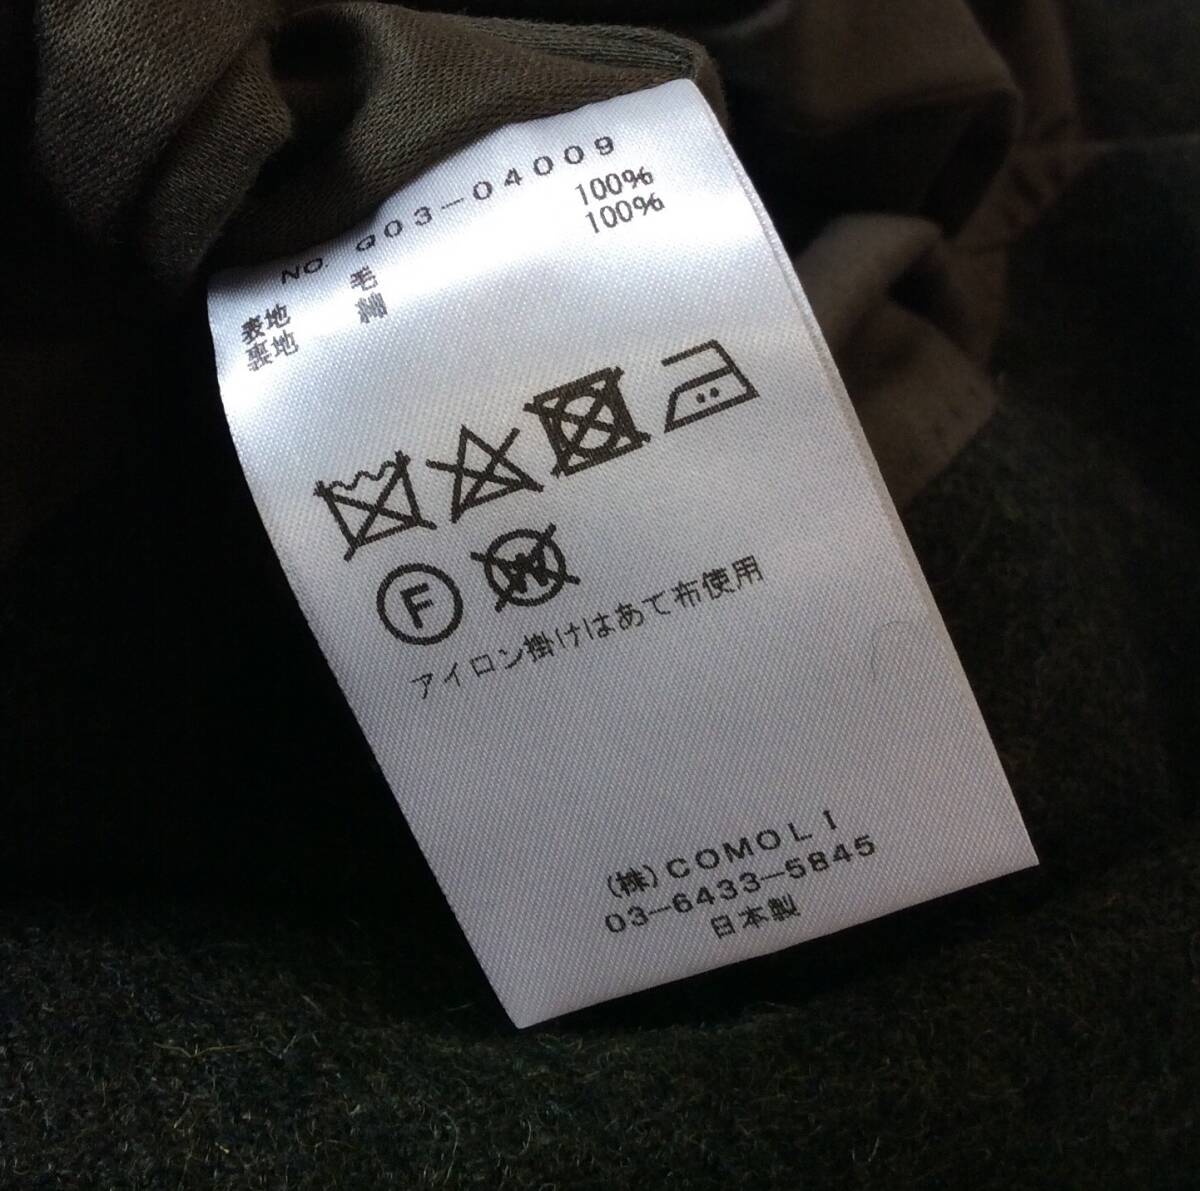 NO. Q03-04009
表地 毛 100%
裏地 綿 100%
F
W
アイロン掛けはあて布使用
(株)COMOLI
03-6433-5845
日本製